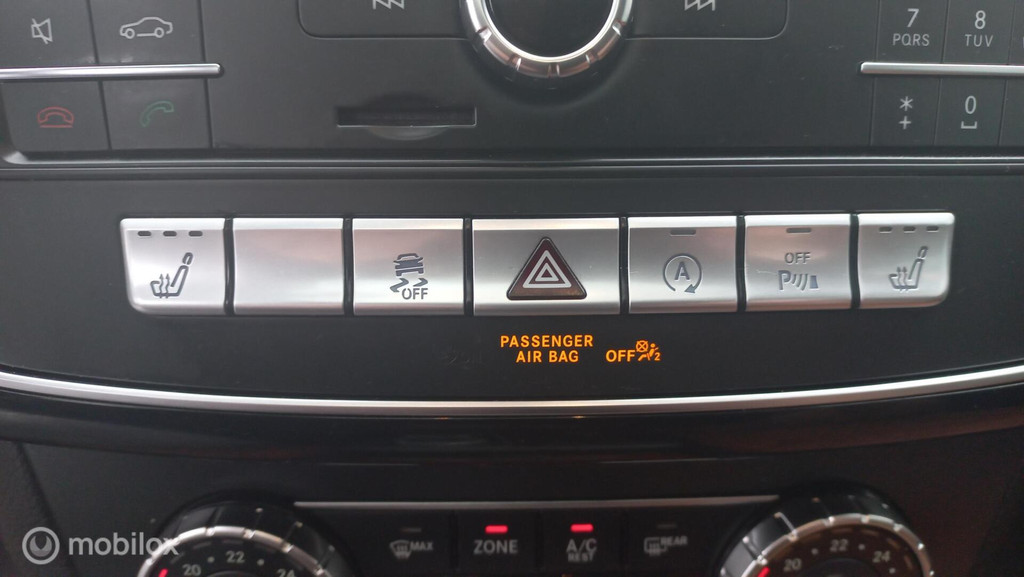 7
PQRS
8
TUV
*
+
0
OFF
A
OFF
P
PASSENGER
AIR BAG OFF 2
MAX
ZONE
A/C
REST
REAR
20 22 24
20 22 24
mobilox